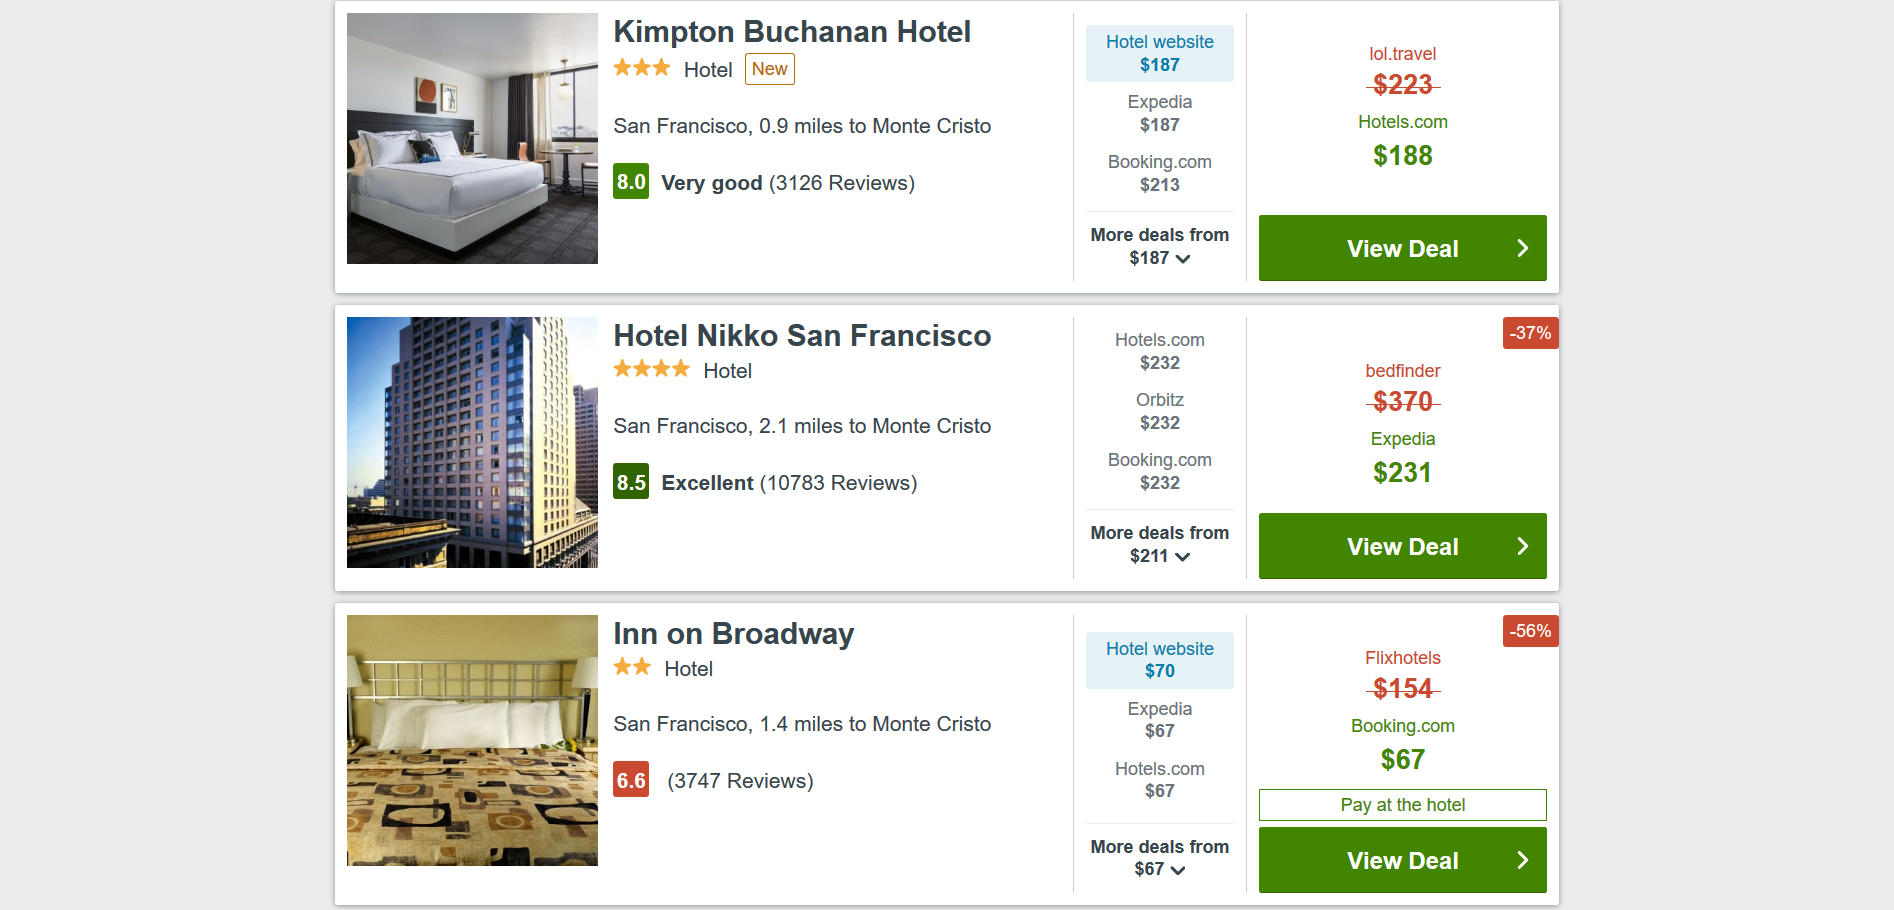 Kimpton Buchanan Hotel
Hotel New
San Francisco, 0.9 miles to Monte Cristo
8.0 Very good (3126 Reviews)
Hotel website
$187
Expedia
$187
Booking.com
$213
More deals from
$187
lol.travel
$223
Hotels.com
$188
View Deal
Hotel Nikko San Francisco
Hotel
San Francisco, 2.1 miles to Monte Cristo
8.5 Excellent (10783 Reviews)
Hotels.com
$232
Orbitz
$232
Booking.com
$232
More deals from
$211
-37%
bedfinder
$370
Expedia
$231
View Deal
Inn on Broadway
Hotel
San Francisco, 1.4 miles to Monte Cristo
6.6 (3747 Reviews)
Hotel website
$70
Expedia
$67
Hotels.com
$67
More deals from
$67
-56%
Flixhotels
$154
Booking.com
$67
Pay at the hotel
View Deal